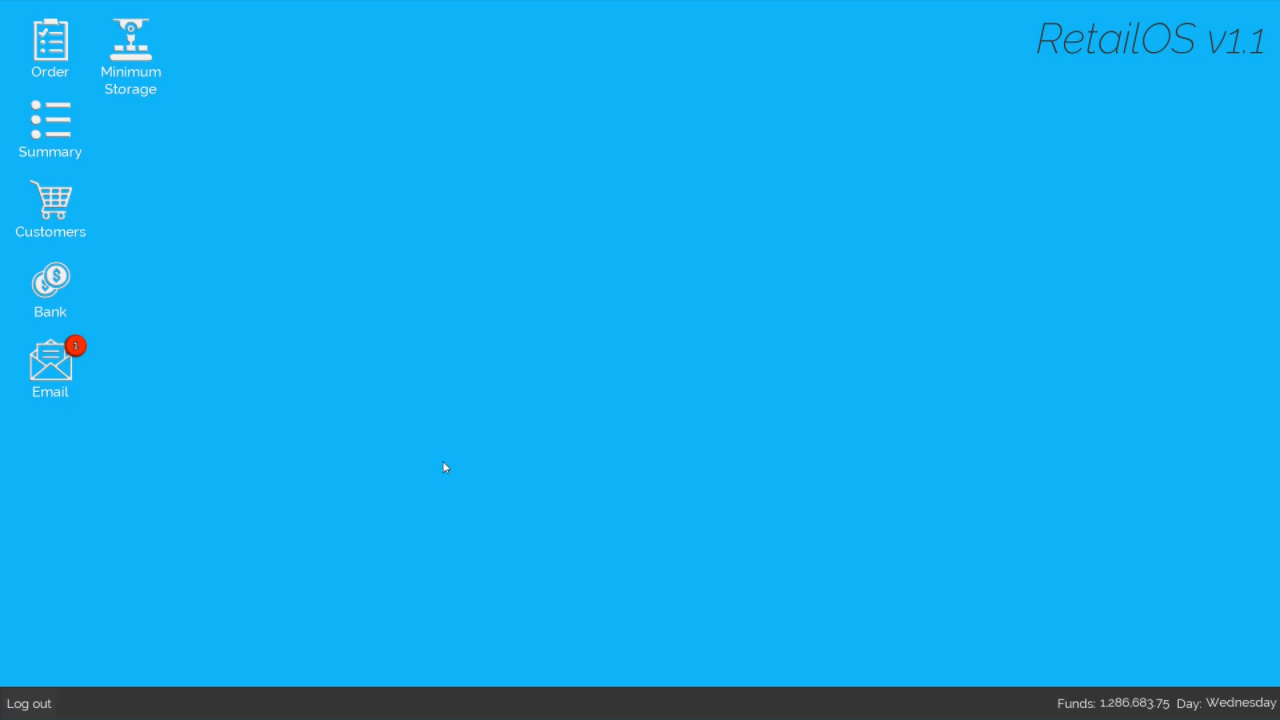 RetailOS v1.1
Order
Minimum
Storage
Summary
Customers
Bank
1
Email
Log out
Funds: 1,286,683.75 Day: Wednesday